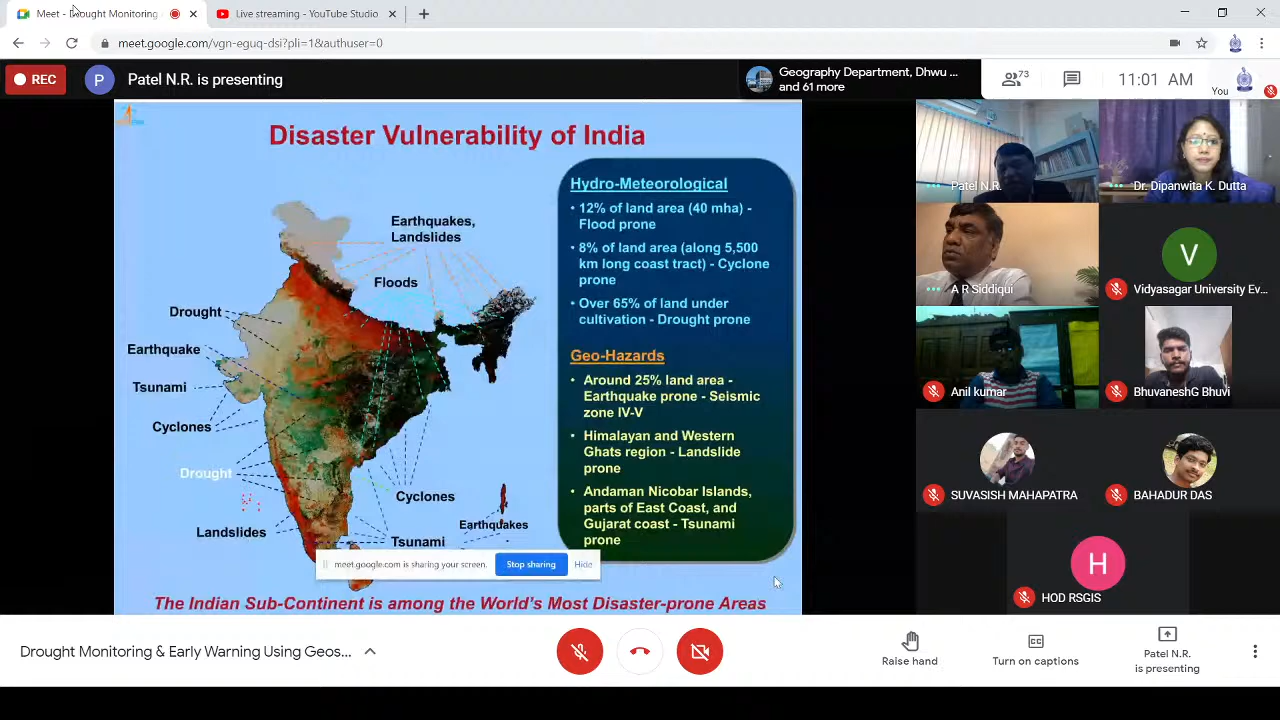 Meet - Drought Monitoring
Live streaming - YouTube Studio
meet.google.com/vgn-eguq-dsi?pli=1&authuser=0
REC
P
Patel N.R. is presenting
Geography Department, Dhwu ...
and 61 more
73
11:01 AM
You
Disaster Vulnerability of India
Earthquakes,
Landslides
Floods
Drought
Earthquake
Tsunami
Cyclones
Drought
Landslides
Cyclones
Earthquakes
Tsunami
Hydro-Meteorological
• 12% of land area (40 mha) -
Flood prone
• 8% of land area (along 5,500
km long coast tract) - Cyclone
prone
• Over 65% of land under
cultivation - Drought prone
Geo-Hazards
• Around 25% land area -
Earthquake prone - Seismic
zone IV-V
• Himalayan and Western
Ghats region - Landslide
prone
• Andaman Nicobar Islands,
parts of East Coast, and
Gujarat coast - Tsunami
prone
meet.google.com is sharing your screen.
Stop sharing
Hide
The Indian Sub-Continent is among the World's Most Disaster-prone Areas
Patel N.R.
Dr. Dipanwita K. Dutta
A R Siddiqui
V
Vidyasagar University Ev...
Anil kumar
BhuvaneshG Bhuvi
SUVASISH MAHAPATRA
BAHADUR DAS
H
HOD RSGIS
Drought Monitoring & Early Warning Using Geos...
Raise hand
Turn on captions
Patel N.R.
is presenting